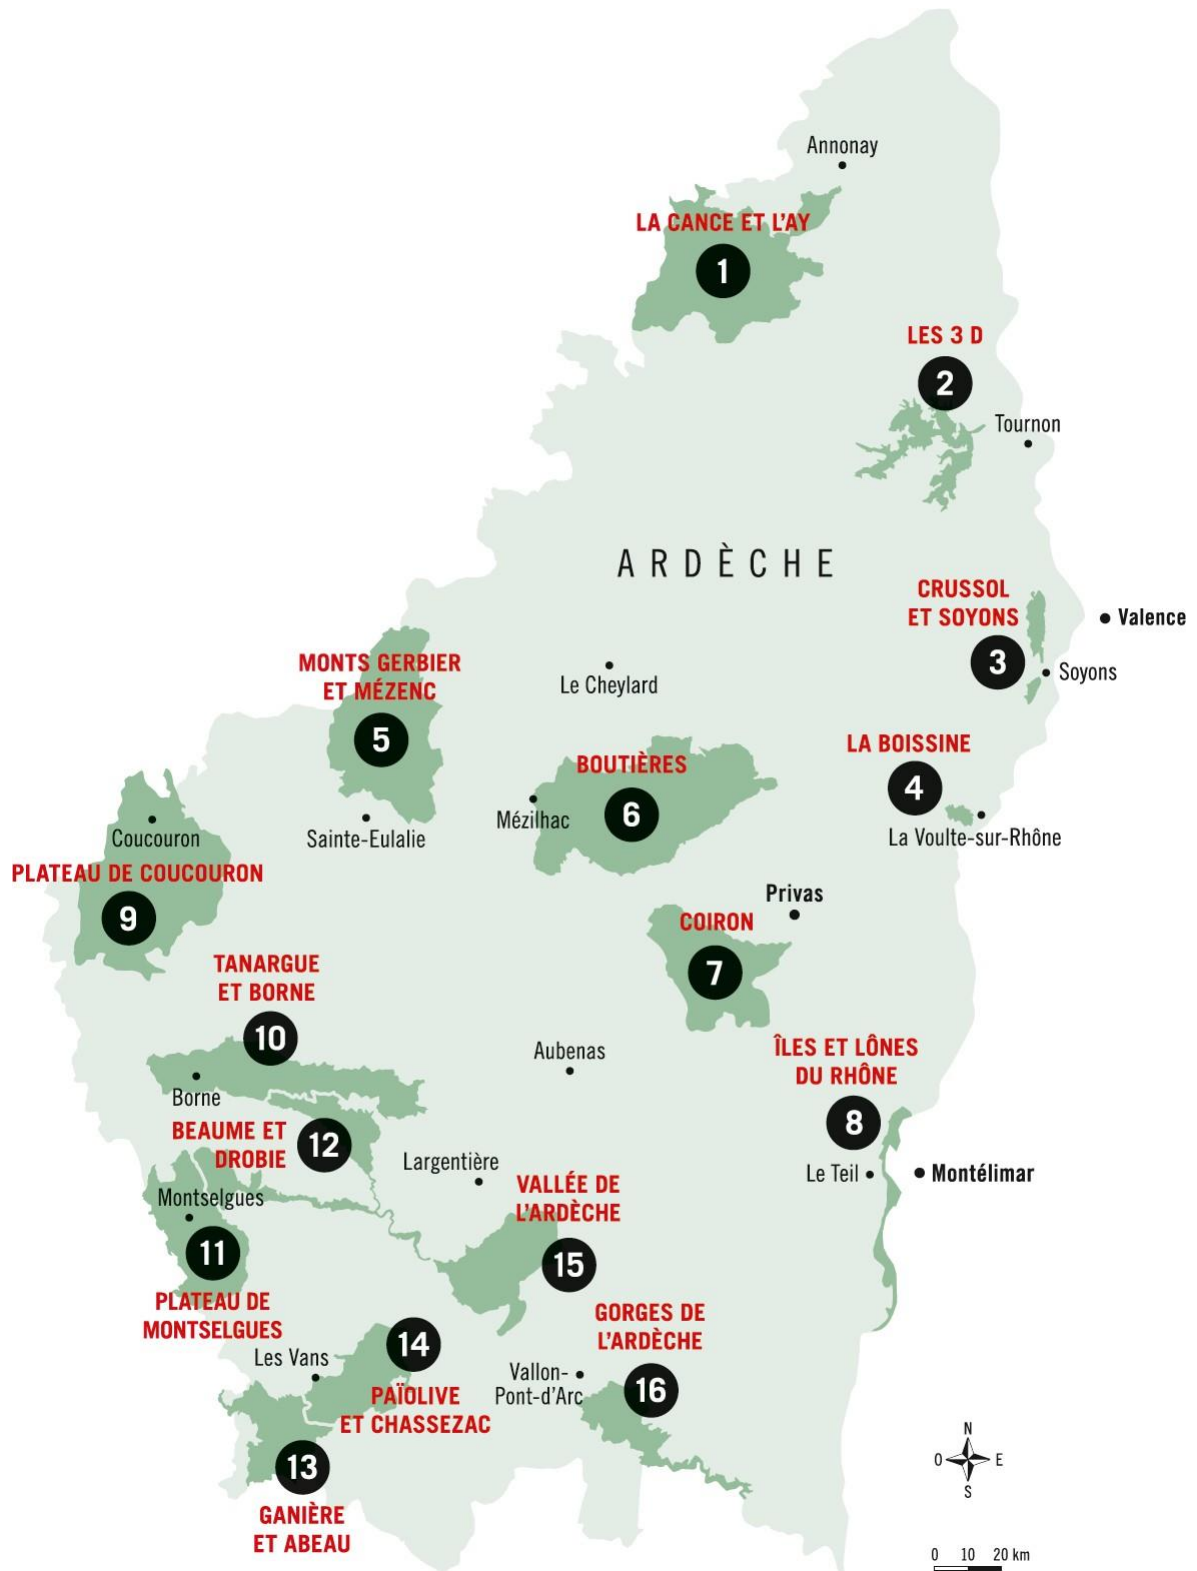 Annonay
LA CANCE ET L'AY
1
LES 3 D
2
Tournon
ARDÈCHE
CRUSSOL
ET SOYONS
3
Valence
Soyons
MONTS GERBIER
ET MÉZENC
5
Le Cheylard
LA BOISSINE
4
La Voulte-sur-Rhône
BOUTIÈRES
6
Mézilhac
Sainte-Eulalie
Coucouron
PLATEAU DE COUCOURON
9
Privas
COIRON
7
TANARGUE
ET BORNE
10
Borne
Aubenas
ÎLES ET LÔNES
DU RHÔNE
8
Le Teil
Montélimar
BEAUME ET
DROBIE
12
Largentière
Montselgues
11
PLATEAU DE
MONTSELGUES
VALLÉE DE
L'ARDÈCHE
15
GORGES DE
L'ARDÈCHE
16
Vallon-
Pont-d'Arc
Les Vans
14
PAÏOLIVE
ET CHASSEZAC
13
GANIÈRE
ET ABEAU
N
O E
S
0 10 20 km